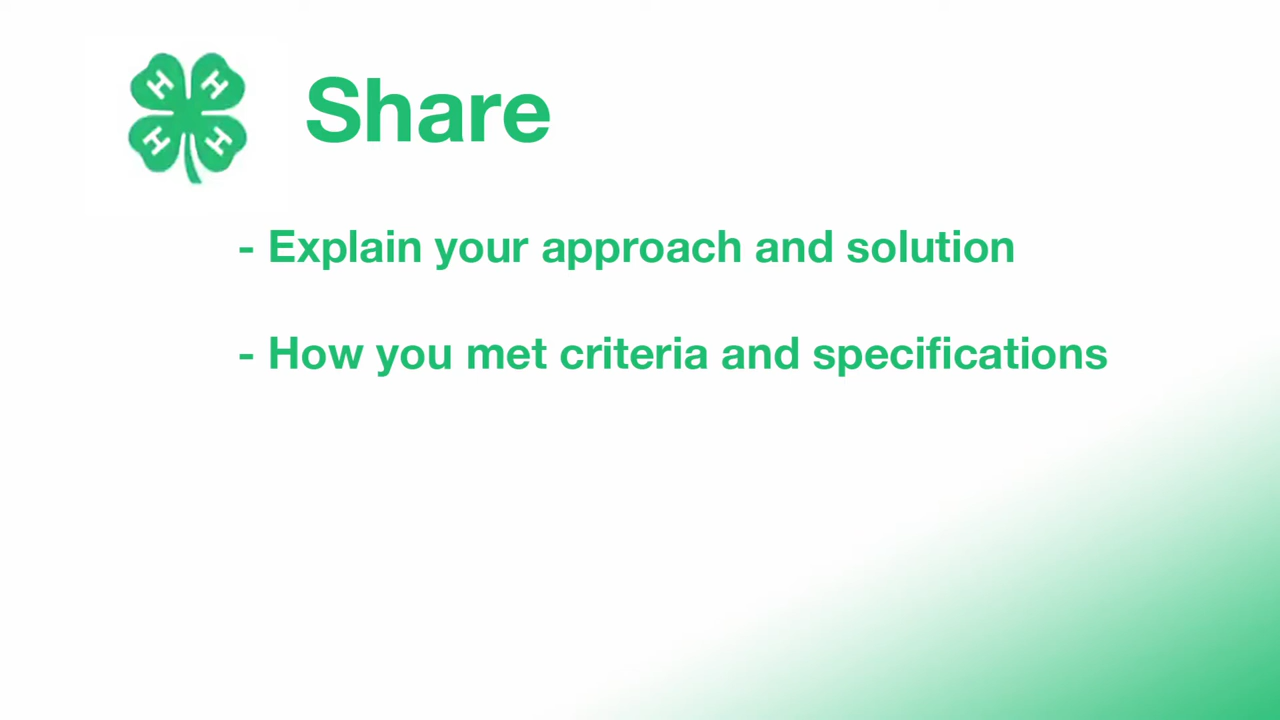 H H
H H
Share
- Explain your approach and solution
- How you met criteria and specifications